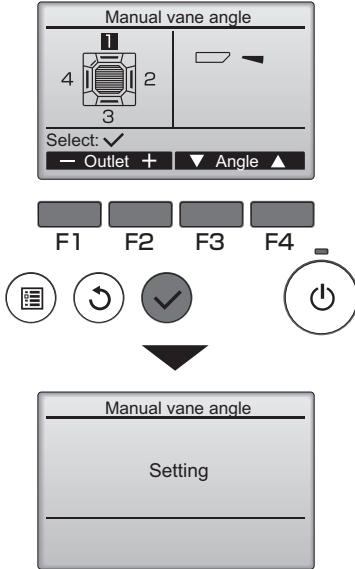 Manual vane angle
1
4 2
3
Select:
− Outlet + ▼ Angle ▲
F1 F2 F3 F4
Manual vane angle
Setting